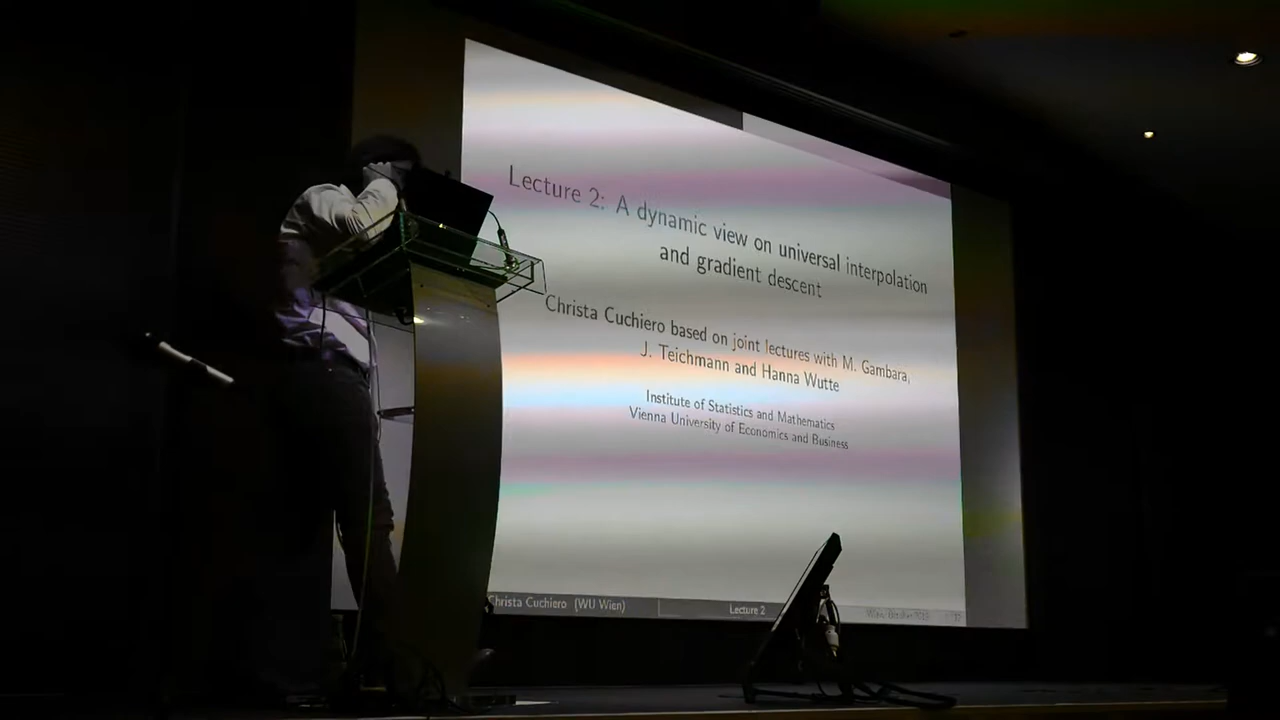 Lecture 2: A dynamic view on universal interpolation
and gradient descent
Christa Cuchiero based on joint lectures with M. Gambara,
J. Teichmann and Hanna Wutte
Institute of Statistics and Mathematics
Vienna University of Economics and Business
Christa Cuchiero (WU Wien)
Lecture 2